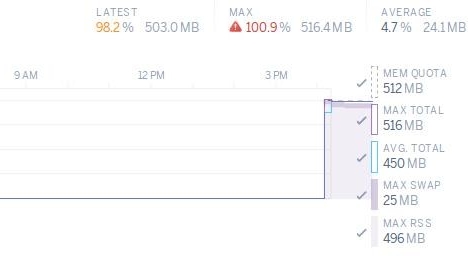 LATEST MAX AVERAGE
98.2% 503.0 MB 100.9% 516.4 MB 4.7% 24.1 MB
9 AM 12 PM 3 PM
MEM QUOTA
512 MB
MAX TOTAL
516 MB
AVG. TOTAL
450 MB
MAX SWAP
25 MB
MAX RSS
496 MB